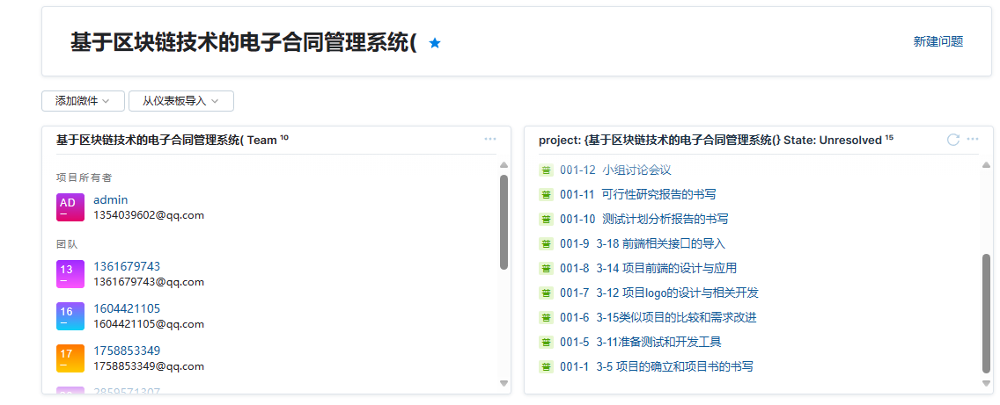 基于区块链技术的电子合同管理系统(
新建问题
添加微件
从仪表板导入
基于区块链技术的电子合同管理系统( Team 10
项目所有者
AD
admin
1354039602@qq.com
团队
13
1361679743
1361679743@qq.com
16
1604421105
1604421105@qq.com
17
1758853349
1758853349@qq.com
2859571307
project: {基于区块链技术的电子合同管理系统(} State: Unresolved 15
普 001-12 小组讨论会议
普 001-11 可行性研究报告的书写
普 001-10 测试计划分析报告的书写
普 001-9 3-18 前端相关接口的导入
普 001-8 3-14 项目前端的设计与应用
普 001-7 3-12 项目logo的设计与相关开发
普 001-6 3-15类似项目的比较和需求改进
普 001-5 3-11准备测试和开发工具
普 001-1 3-5 项目的确立和项目书的书写